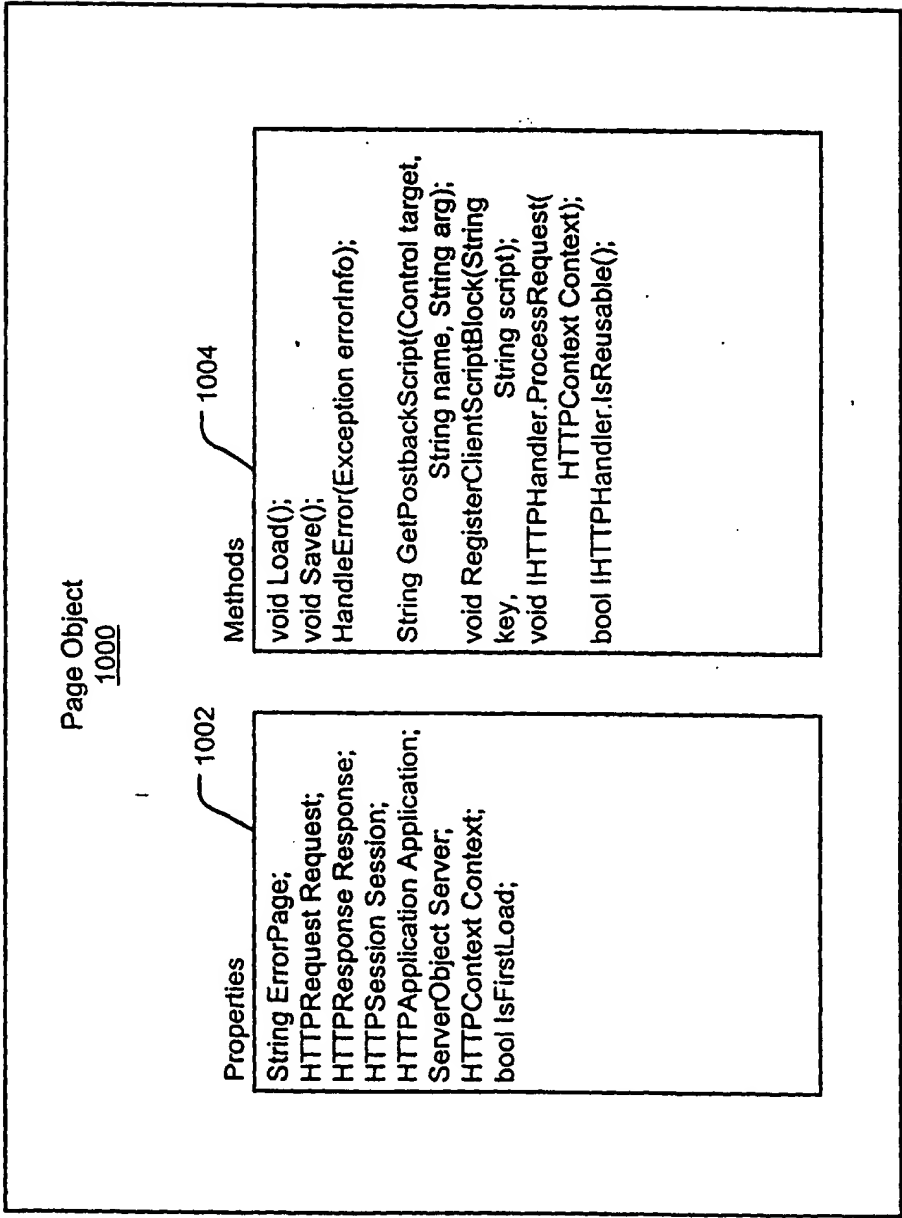 Page Object
1000
Properties
1002
String ErrorPage;
HTTPRequest Request;
HTTPResponse Response;
HTTPSession Session;
HTTPApplication Application;
ServerObject Server;
HTTPContext Context;
bool IsFirstLoad;
Methods
1004
void Load();
void Save();
HandleError(Exception errorInfo);
String GetPostbackScript(Control target,
String name, String arg);
void RegisterClientScriptBlock(String
key,
String script);
void IHTTPHandler.ProcessRequest(
HTTPContext Context);
bool IHTTPHandler.IsReusable();